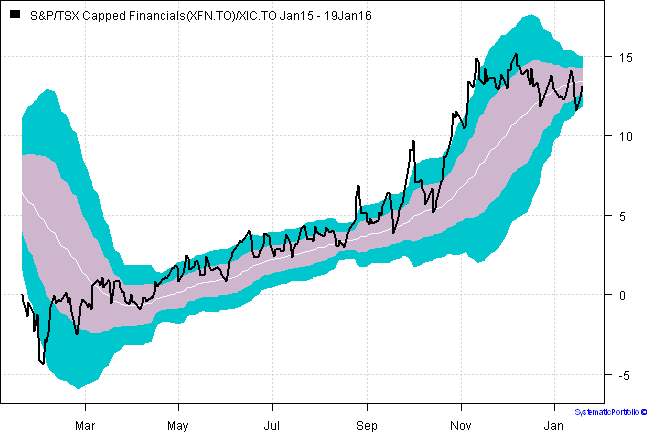 S&P/TSX Capped Financials(XFN.TO)/XIC.TO Jan15 - 19Jan16
15
10
5
0
-5
Mar May Jul Sep Nov Jan
SystematicPortfolio ©